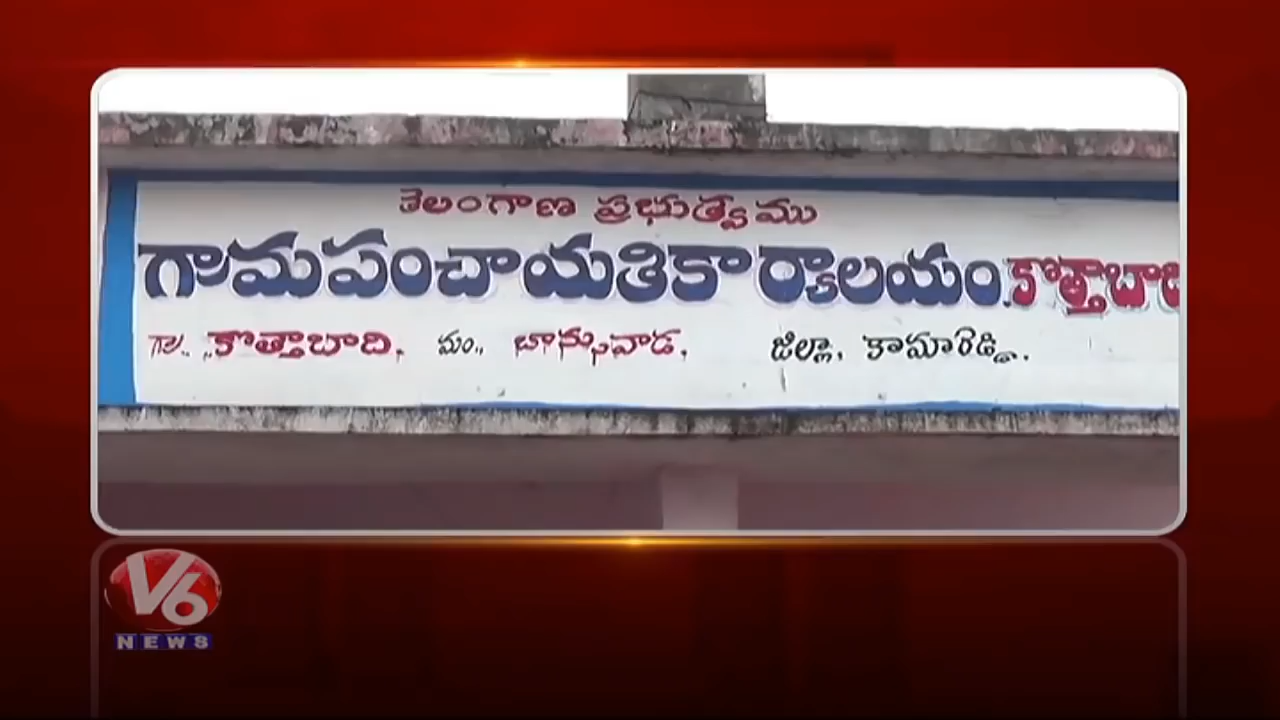 తెలంగాణ ప్రభుత్వము
గ్రామపంచాయతికార్యాలయం.కొత్తాబాది
గ్రా.. కొత్తాబాది. మం., బాన్సువాడ. జిల్లా. కామారెడ్డి.
V6
NEWS